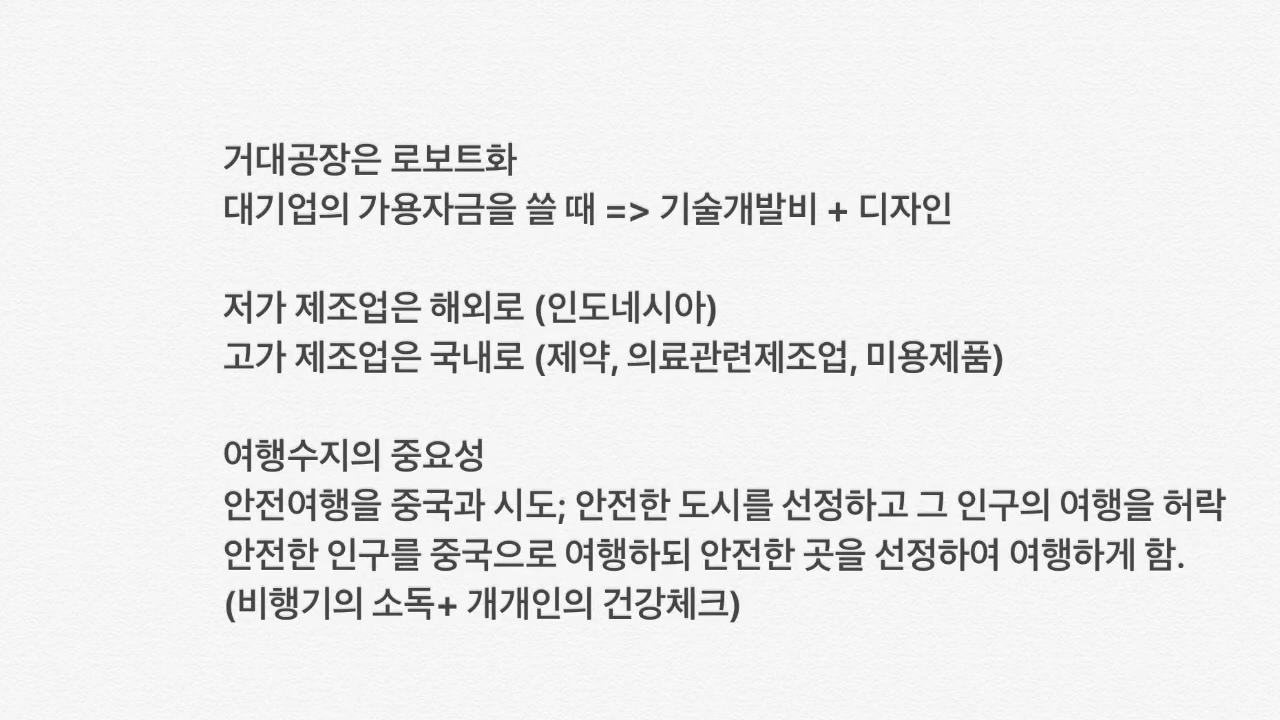 거대공장은 로보트화
대기업의 가용자금을 쓸 때 => 기술개발비 + 디자인
저가 제조업은 해외로 (인도네시아)
고가 제조업은 국내로 (제약, 의료관련제조업, 미용제품)
여행수지의 중요성
안전여행을 중국과 시도; 안전한 도시를 선정하고 그 인구의 여행을 허락
안전한 인구를 중국으로 여행하되 안전한 곳을 선정하여 여행하게 함.
(비행기의 소독+ 개개인의 건강체크)